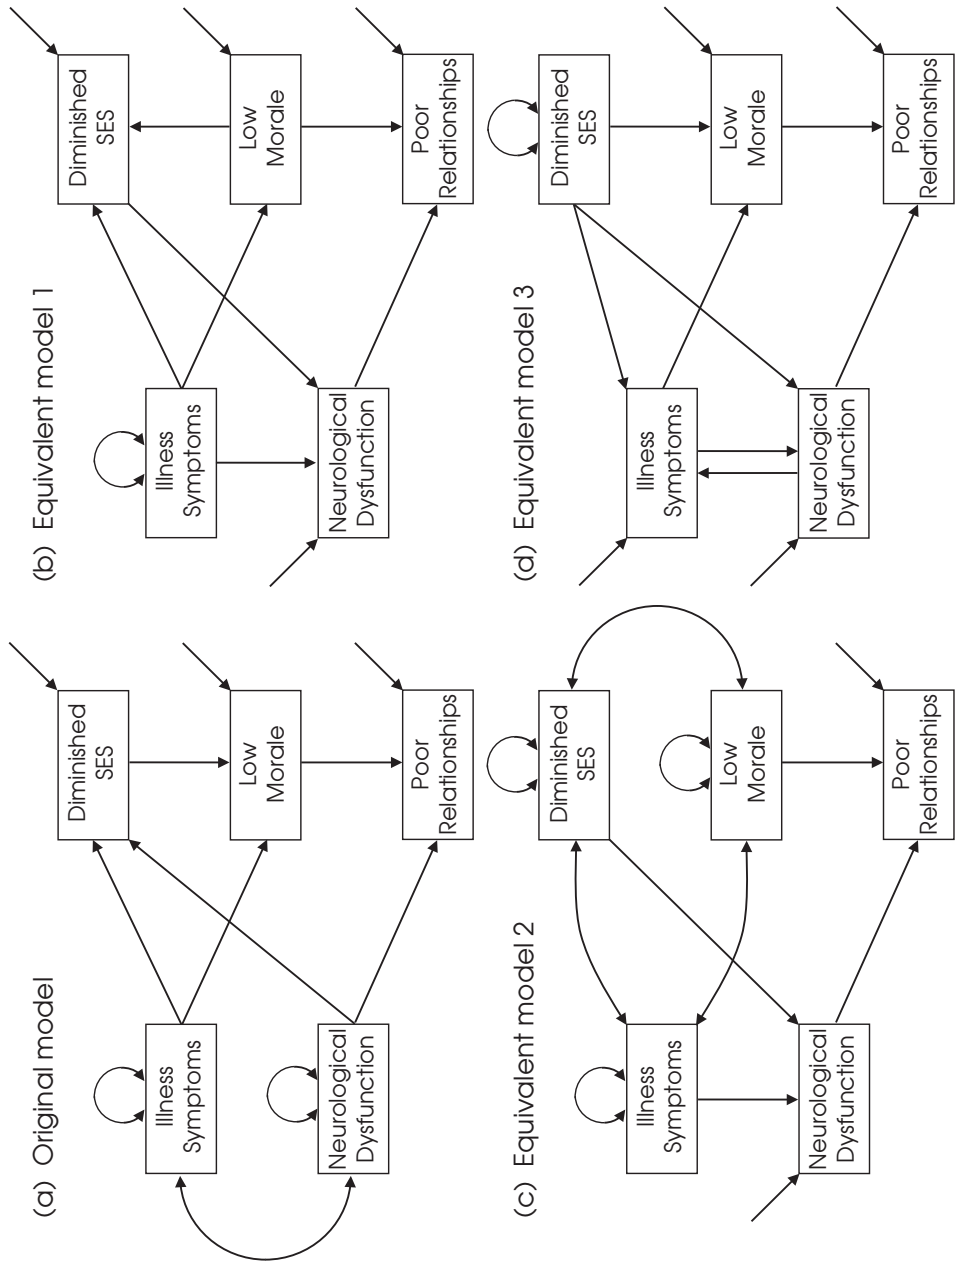 (a) Original model
Illness
Symptoms
Neurological
Dysfunction
Diminished
SES
Low
Morale
Poor
Relationships
(b) Equivalent model 1
Illness
Symptoms
Neurological
Dysfunction
Diminished
SES
Low
Morale
Poor
Relationships
(c) Equivalent model 2
Illness
Symptoms
Neurological
Dysfunction
Diminished
SES
Low
Morale
Poor
Relationships
(d) Equivalent model 3
Illness
Symptoms
Neurological
Dysfunction
Diminished
SES
Low
Morale
Poor
Relationships